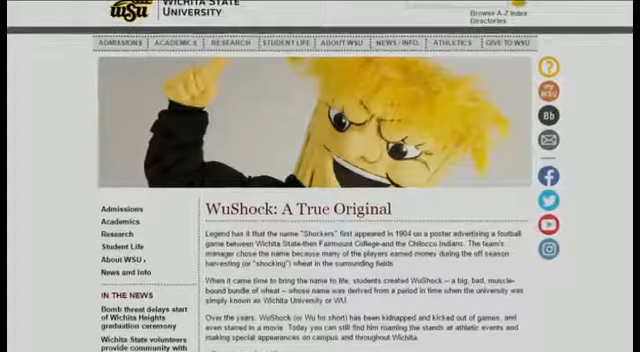 wsu
WICHITA STATE
UNIVERSITY
Browse A-Z Index
Directories
ADMISSIONS ACADEMICS RESEARCH STUDENT LIFE ABOUT WSU NEWS / INFO ATHLETICS GIVE TO WSU
?
my
WSU
Bb
Admissions
Academics
Research
Student Life
About WSU
News and Info
IN THE NEWS
Bomb threat delays start
of Wichita Heights
graduation ceremony
Wichita State volunteers
provide community with
WuShock: A True Original
Legend has it that the name "Shockers" first appeared in 1904 on a poster advertising a football
game between Wichita State-then Fairmount College-and the Chilocco Indians. The team's
manager chose the name because many of the players earned money during the off season
harvesting (or "shocking") wheat in the surrounding fields
When it came time to bring the name to life, students created WuShock – a big, bad, muscle-
bound bundle of wheat – whose name was derived from a period in time when the university was
simply known as Wichita University or WU.
Over the years, WuShock (or Wu for short) has been kidnapped and kicked out of games, and
even starred in a movie. Today you can still find him roaming the stands at athletic events and
making special appearances on campus and throughout Wichita